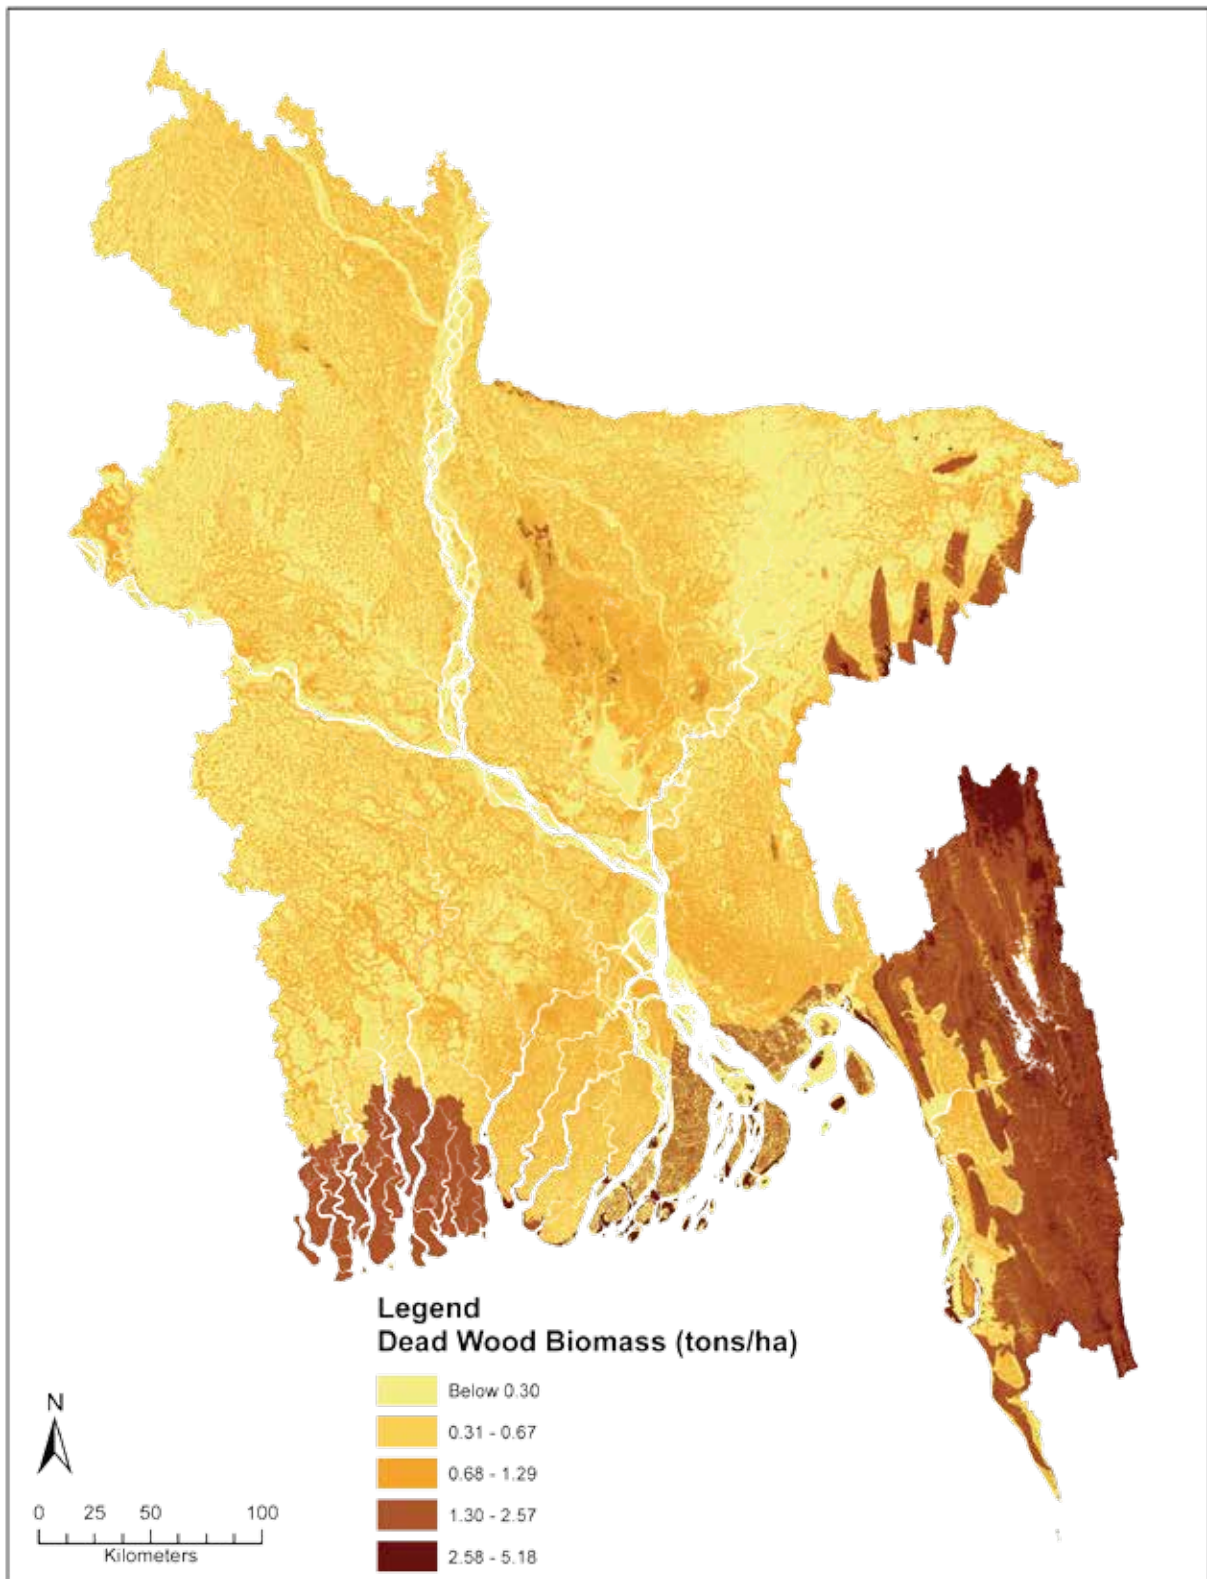 Legend
Dead Wood Biomass (tons/ha)
Below 0.30
0.31 - 0.67
0.68 - 1.29
1.30 - 2.57
2.58 - 5.18
N
0 25 50 100
Kilometers